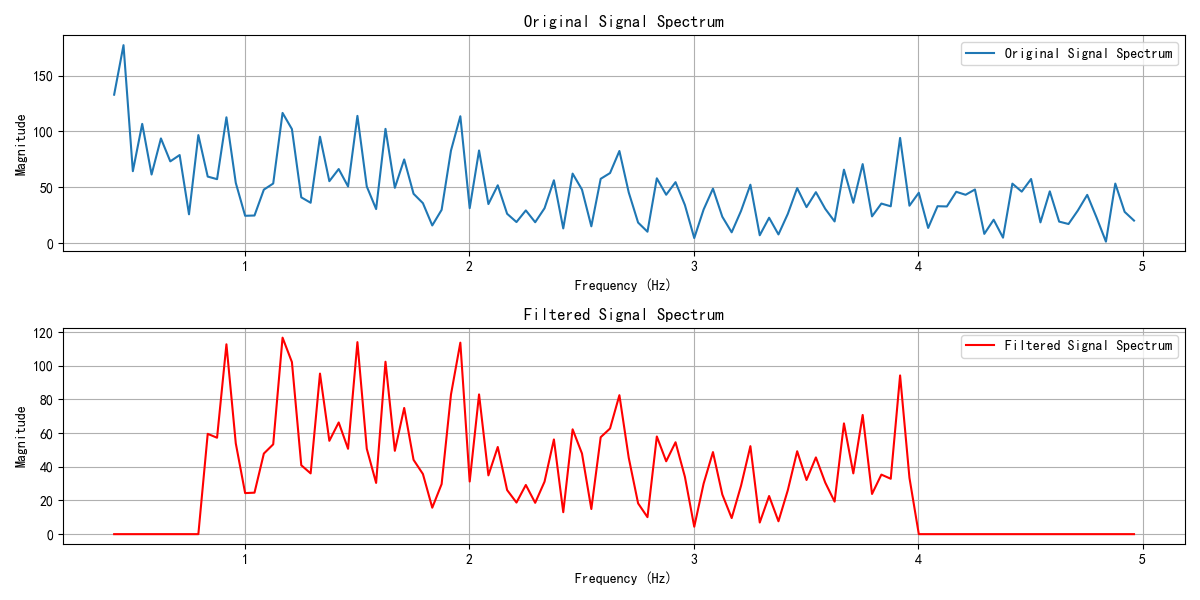 Original Signal Spectrum
Original Signal Spectrum
Magnitude
150
100
50
0
1 2 3 4 5
Frequency (Hz)
Filtered Signal Spectrum
Filtered Signal Spectrum
Magnitude
120
100
80
60
40
20
0
1 2 3 4 5
Frequency (Hz)